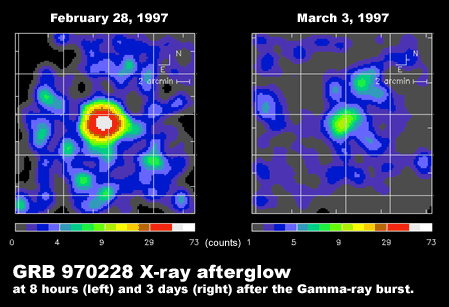 February 28, 1997
March 3, 1997
N
E
2 arcmin
N
E
2 arcmin
0 4 9 29 73 (counts) 1 5 9 29 73
GRB 970228 X-ray afterglow
at 8 hours (left) and 3 days (right) after the Gamma-ray burst.